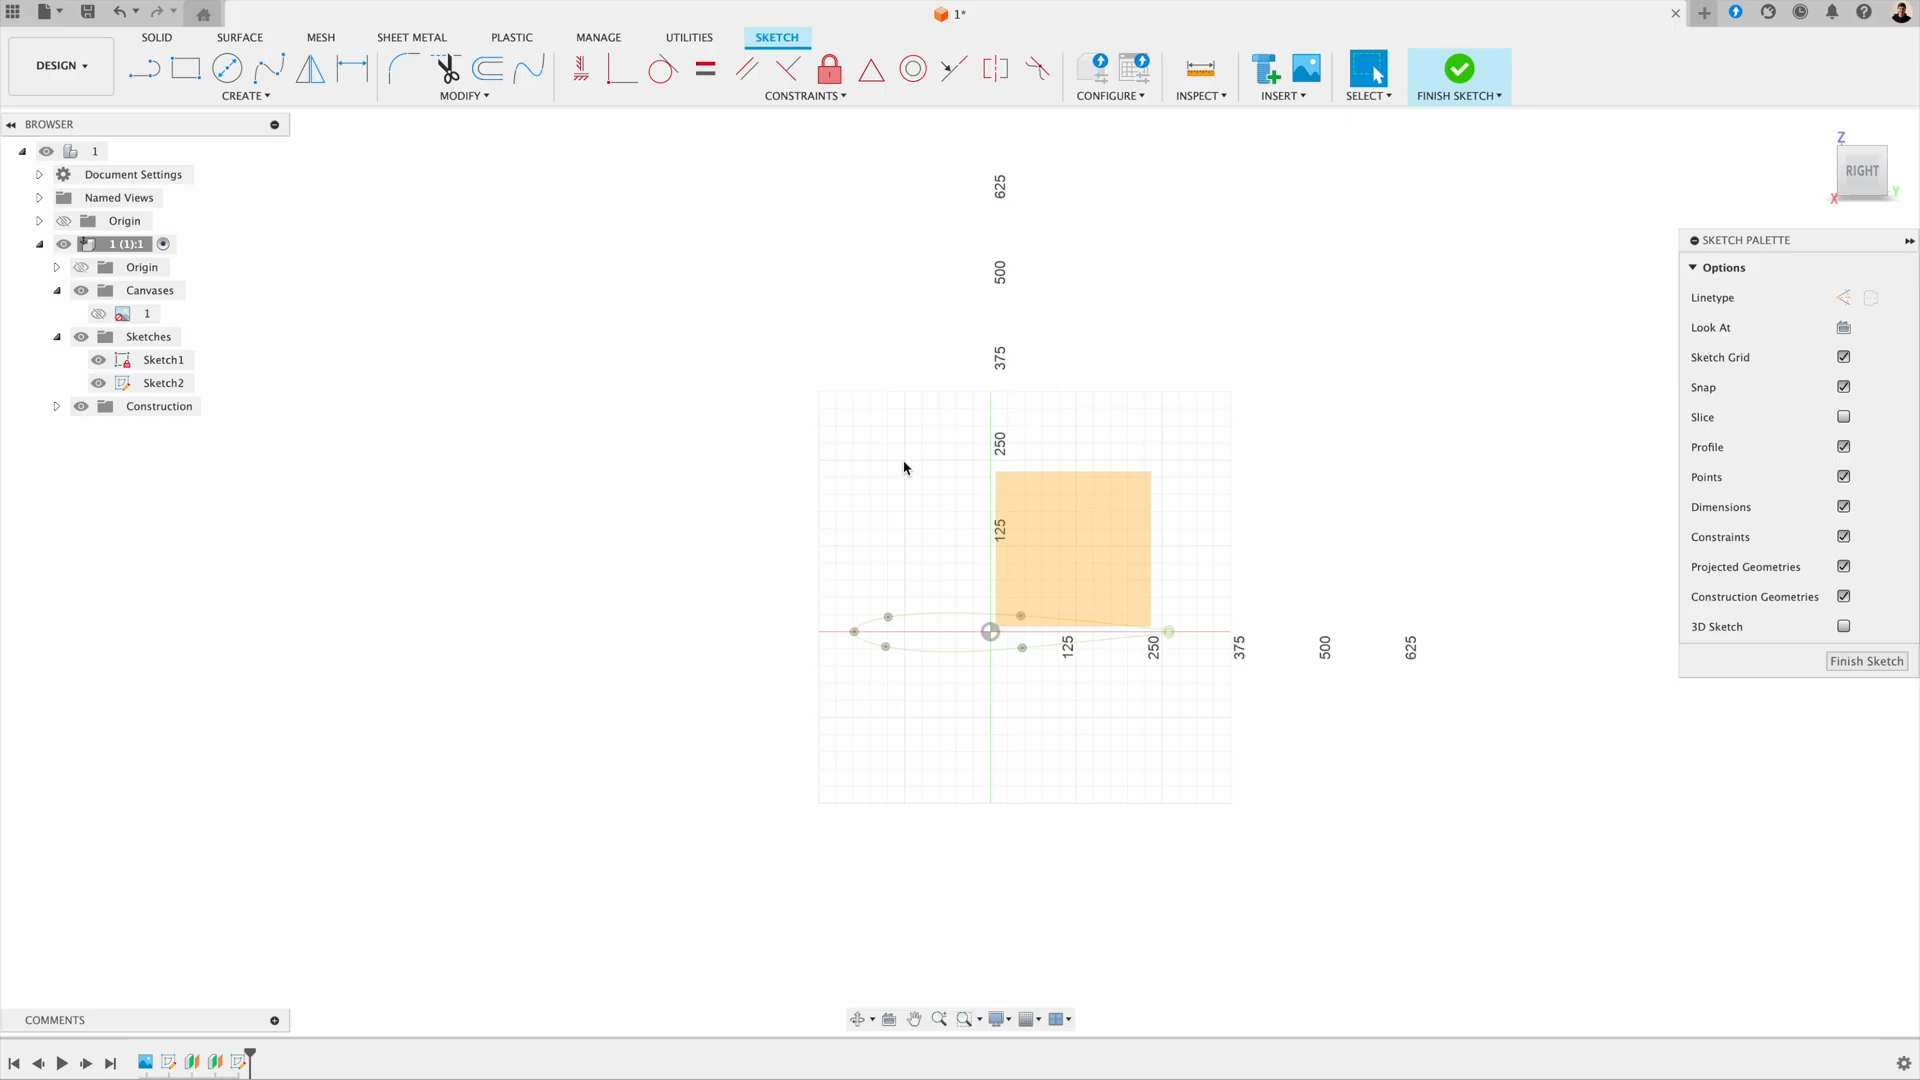 1*
SOLID
SURFACE
MESH
SHEET METAL
PLASTIC
MANAGE
UTILITIES
SKETCH
DESIGN
CREATE
MODIFY
CONSTRAINTS
CONFIGURE
INSPECT
INSERT
SELECT
FINISH SKETCH
BROWSER
1
Document Settings
Named Views
Origin
1 (1):1
Origin
Canvases
1
Sketches
Sketch1
Sketch2
Construction
625
500
375
250
125
125
250
375
500
625
Z
RIGHT
X
Y
SKETCH PALETTE
Options
Linetype
Look At
Sketch Grid
Snap
Slice
Profile
Points
Dimensions
Constraints
Projected Geometries
Construction Geometries
3D Sketch
Finish Sketch
COMMENTS